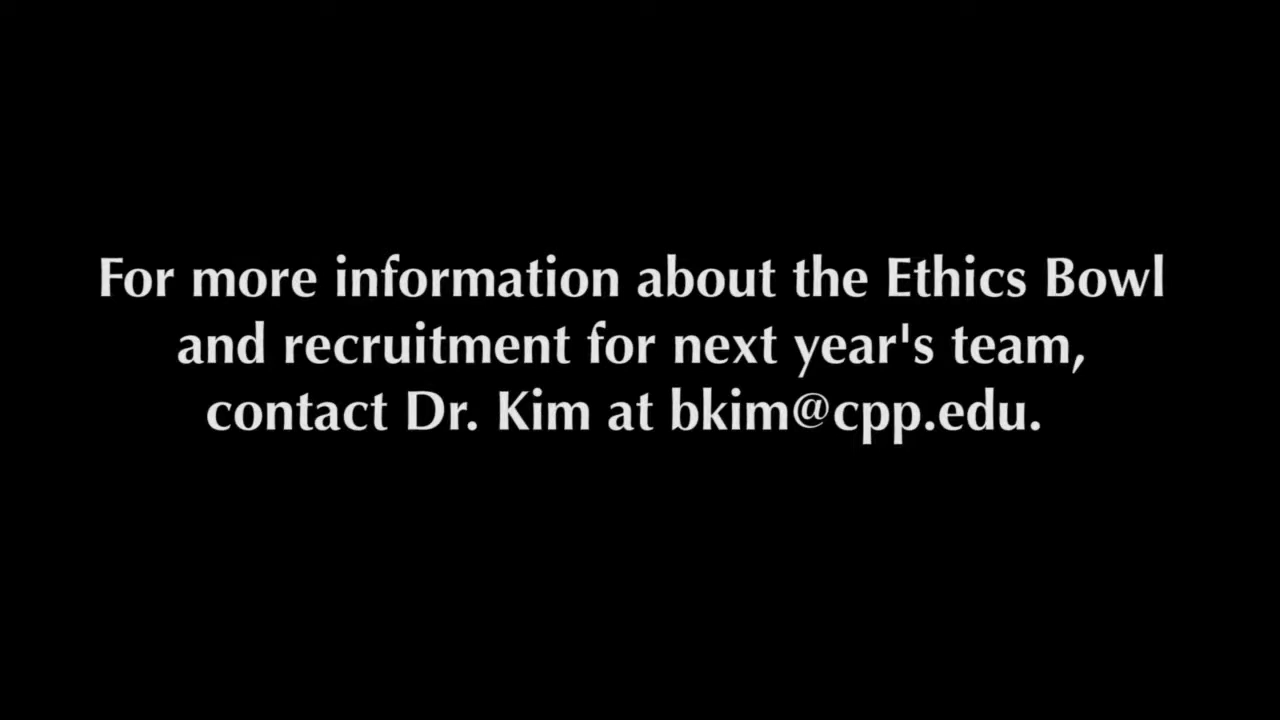 For more information about the Ethics Bowl
and recruitment for next year's team,
contact Dr. Kim at bkim@cpp.edu.